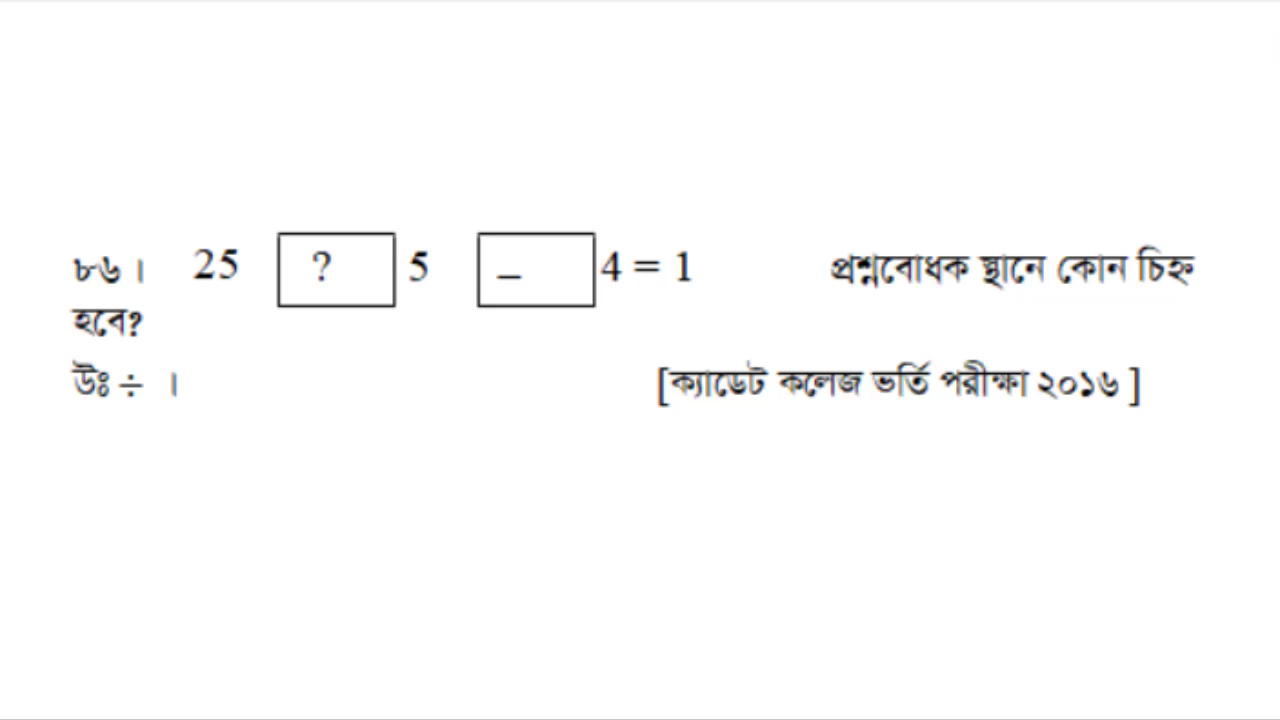 ৮৬। 25 ? 5 – 4 = 1 প্রশ্নবোধক স্থানে কোন চিহ্ন
হবে?
উঃ ÷ । [ক্যাডেট কলেজ ভর্তি পরীক্ষা ২০১৬ ]